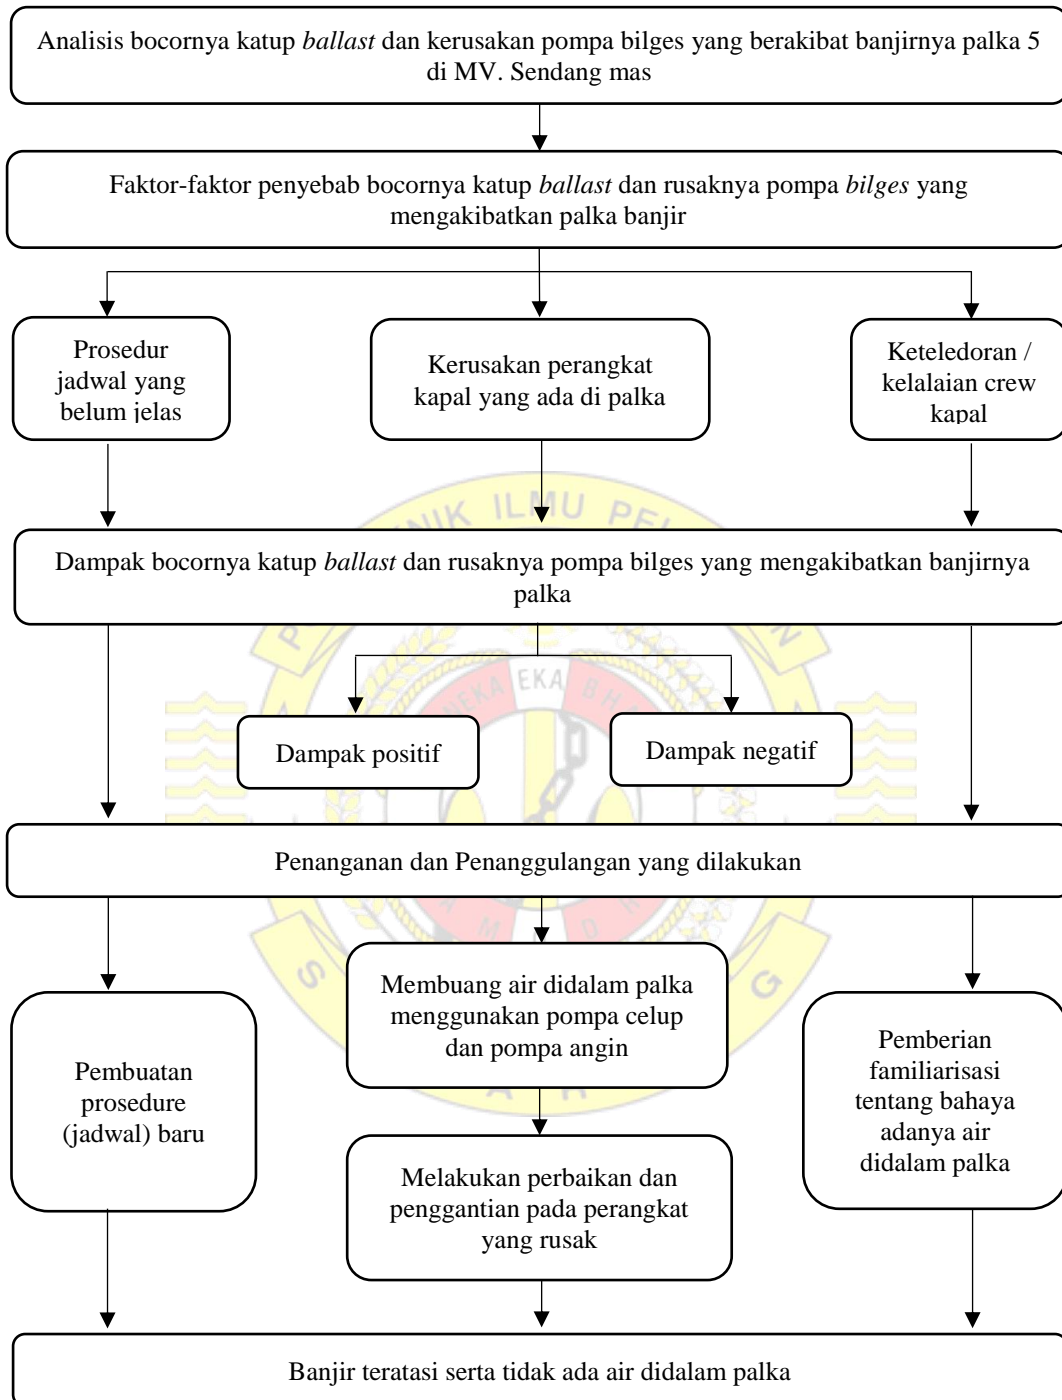 Analisis bocornya katup ballast dan kerusakan pompa bilges yang berakibat banjirnya palka 5
di MV. Sendang mas
Faktor-faktor penyebab bocornya katup ballast dan rusaknya pompa bilges yang
mengakibatkan palka banjir
Prosedur
jadwal yang
belum jelas
Kerusakan perangkat
kapal yang ada di palka
Keteledoran /
kelalaian crew
kapal
Dampak bocornya katup ballast dan rusaknya pompa bilges yang mengakibatkan banjirnya
palka
Dampak positif
Dampak negatif
Penanganan dan Penanggulangan yang dilakukan
Pembuatan
prosedure
(jadwal) baru
Membuang air didalam palka
menggunakan pompa celup
dan pompa angin
Melakukan perbaikan dan
penggantian pada perangkat
yang rusak
Pemberian
familiarisasi
tentang bahaya
adanya air
didalam palka
Banjir teratasi serta tidak ada air didalam palka
ILMU
EKA